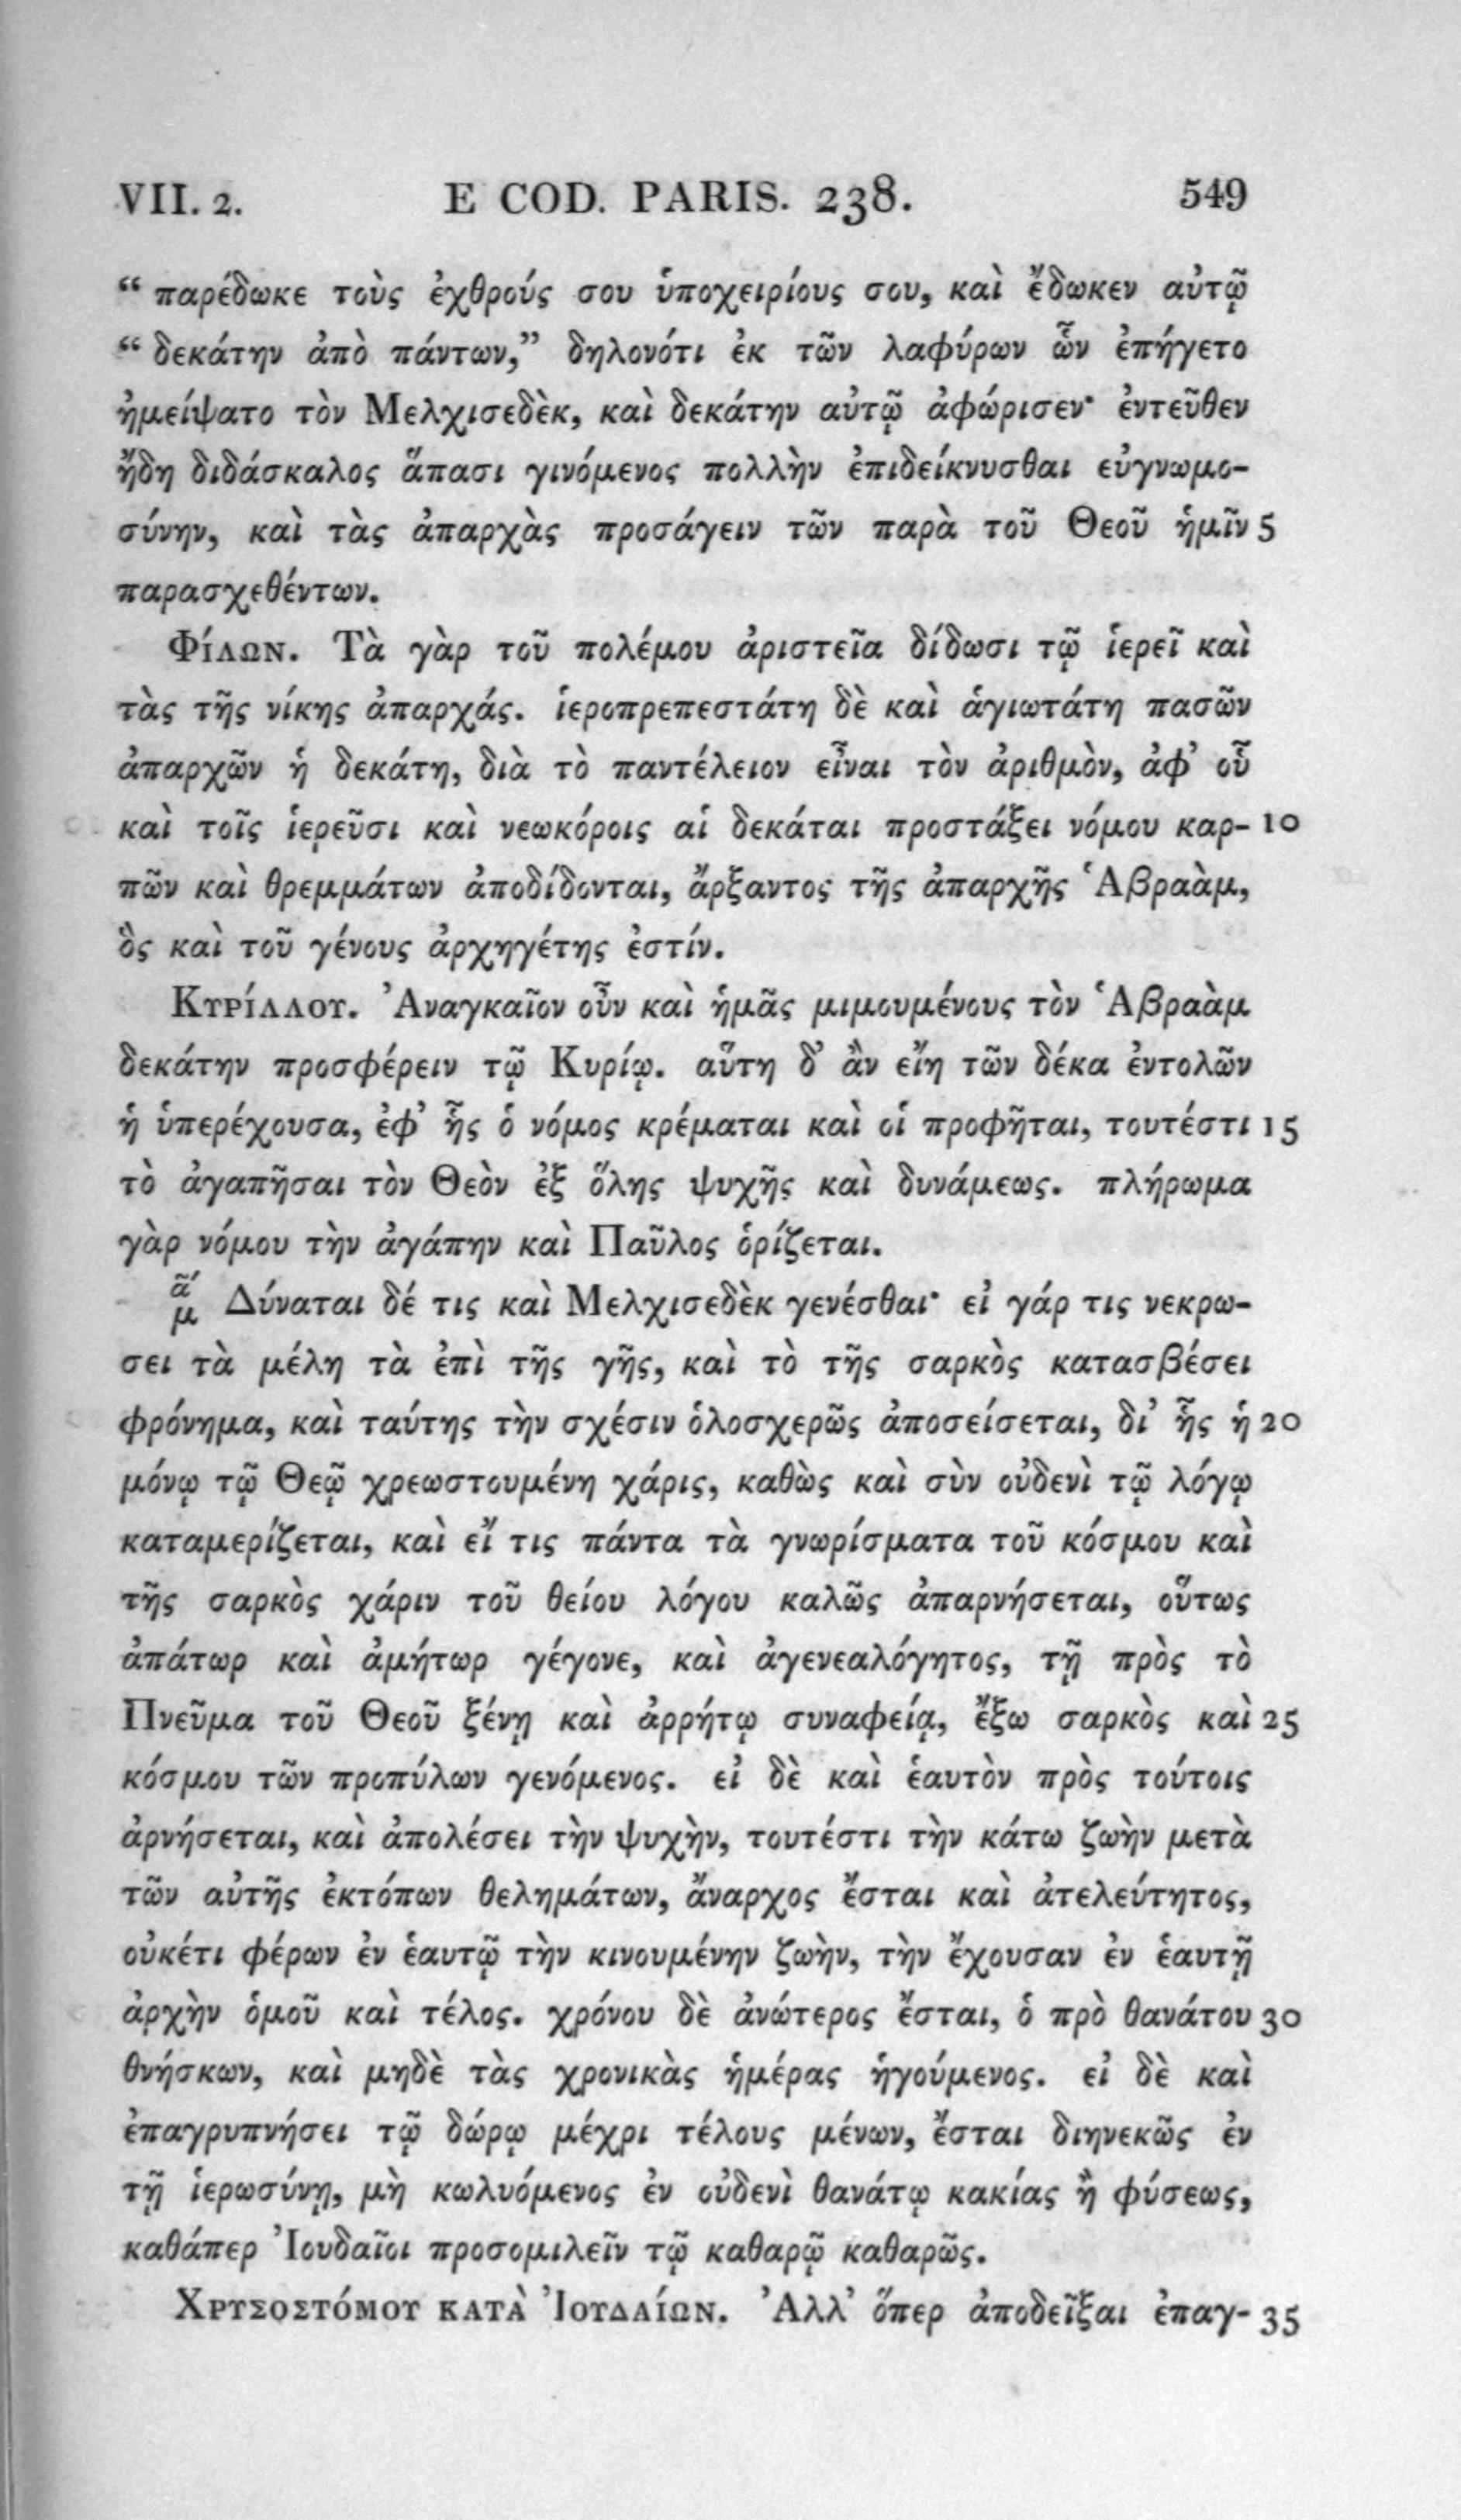 VII. 2. E COD. PARIS. 238. 549
“ παρέδωκε τοὺς ἐχθρούς σου ὑποχειρίους σου, καὶ ἔδωκεν αὐτῷ
“ δεκάτην ἀπὸ πάντων,” δηλονότι ἐκ τῶν λαφύρων ὧν ἐπήγετο
ἠμείψατο τὸν Μελχισεδὲκ, καὶ δεκάτην αὐτῷ ἀφώρισεν· ἐντεῦθεν
ἤδη διδάσκαλος ἅπασι γινόμενος πολλὴν ἐπιδείκνυσθαι εὐγνωμο-
σύνην, καὶ τὰς ἀπαρχὰς προσάγειν τῶν παρὰ τοῦ Θεοῦ ἡμῖν 5
παρασχεθέντων.
Φίλων. Τὰ γὰρ τοῦ πολέμου ἀριστεῖα δίδωσι τῷ ἱερεῖ καὶ
τὰς τῆς νίκης ἀπαρχάς. ἱεροπρεπεστάτη δὲ καὶ ἁγιωτάτη πασῶν
ἀπαρχῶν ἡ δεκάτη, διὰ τὸ παντέλειον εἶναι τὸν ἀριθμὸν, ἀφ’ οὗ
καὶ τοῖς ἱερεῦσι καὶ νεωκόροις αἱ δεκάται προστάξει νόμου καρ- 10
πῶν καὶ θρεμμάτων ἀποδίδονται, ἄρξαντος τῆς ἀπαρχῆς Ἁβραὰμ,
ὃς καὶ τοῦ γένους ἀρχηγέτης ἐστίν.
Κυρίλλου. Ἀναγκαῖον οὖν καὶ ἡμᾶς μιμουμένους τὸν Ἁβραὰμ
δεκάτην προσφέρειν τῷ Κυρίῳ. αὕτη δ’ ἂν εἴη τῶν δέκα ἐντολῶν
ἡ ὑπερέχουσα, ἐφ’ ἧς ὁ νόμος κρέμαται καὶ οἱ προφῆται, τουτέστι 15
τὸ ἀγαπῆσαι τὸν Θεὸν ἐξ ὅλης ψυχῆς καὶ δυνάμεως. πλήρωμα
γὰρ νόμου τὴν ἀγάπην καὶ Παῦλος ὁρίζεται.
μ Δύναται δέ τις καὶ Μελχισεδὲκ γενέσθαι· εἰ γάρ τις νεκρω-
σει τὰ μέλη τὰ ἐπὶ τῆς γῆς, καὶ τὸ τῆς σαρκὸς κατασβέσει
φρόνημα, καὶ ταύτης τὴν σχέσιν ὁλοσχερῶς ἀποσείσεται, δι’ ἧς ἡ 20
μόνῳ τῷ Θεῷ χρεωστουμένη χάρις, καθὼς καὶ σὺν οὐδενὶ τῷ λόγῳ
καταμερίζεται, καὶ εἴ τις πάντα τὰ γνωρίσματα τοῦ κόσμου καὶ
τῆς σαρκὸς χάριν τοῦ θείου λόγου καλῶς ἀπαρνήσεται, οὕτως
ἀπάτωρ καὶ ἀμήτωρ γέγονε, καὶ ἀγενεαλόγητος, τῇ πρὸς τὸ
Πνεῦμα τοῦ Θεοῦ ξένῃ καὶ ἀρρήτῳ συναφείᾳ, ἔξω σαρκὸς καὶ 25
κόσμου τῶν προπύλων γενόμενος. εἰ δὲ καὶ ἑαυτὸν πρὸς τούτοις
ἀρνήσεται, καὶ ἀπολέσει τὴν ψυχὴν, τουτέστι τὴν κάτω ζωὴν μετὰ
τῶν αὐτῆς ἐκτόπων θελημάτων, ἄναρχος ἔσται καὶ ἀτελεύτητος,
οὐκέτι φέρων ἐν ἑαυτῷ τὴν κινουμένην ζωὴν, τὴν ἔχουσαν ἐν ἑαυτῇ
ἀρχὴν ὁμοῦ καὶ τέλος. χρόνου δὲ ἀνώτερος ἔσται, ὁ πρὸ θανάτου 30
θνήσκων, καὶ μηδὲ τὰς χρονικὰς ἡμέρας ἡγούμενος. εἰ δὲ καὶ
ἐπαγρυπνήσει τῷ δώρῳ μέχρι τέλους μένων, ἔσται διηνεκῶς ἐν
τῇ ἱερωσύνῃ, μὴ κωλυόμενος ἐν οὐδενὶ θανάτῳ κακίας ἢ φύσεως,
καθάπερ Ἰουδαῖοι προσομιλεῖν τῷ καθαρῷ καθαρῶς.
Χρυσοστόμου κατὰ Ἰουδαίων. Ἀλλ’ ὅπερ ἀποδεῖξαι ἐπαγ- 35